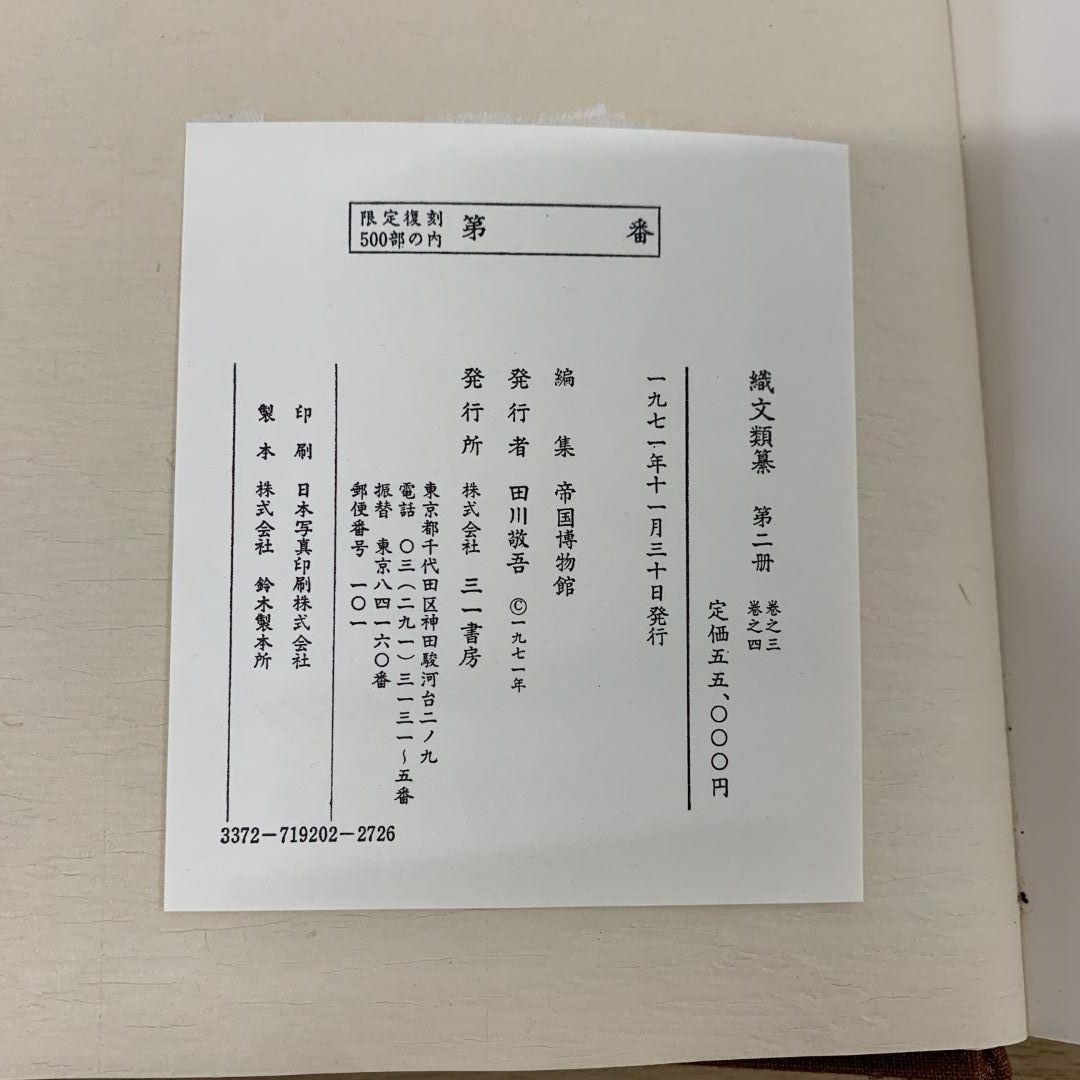 限定復刻
500部の内
第 番
織文類纂 第二冊 巻之三
巻之四
定価五五、〇〇〇円
一九七一年十一月三十日発行
編集 帝国博物館
発行者 田川敬吾 ©一九七一年
発行所 株式会社 三一書房
東京都千代田区神田駿河台二ノ九
電話 〇三(二九一)三一三一~五番
振替 東京八四一六〇番
郵便番号 一〇一
印刷 日本写真印刷株式会社
製本 株式会社 鈴木製本所
3372-719202-2726